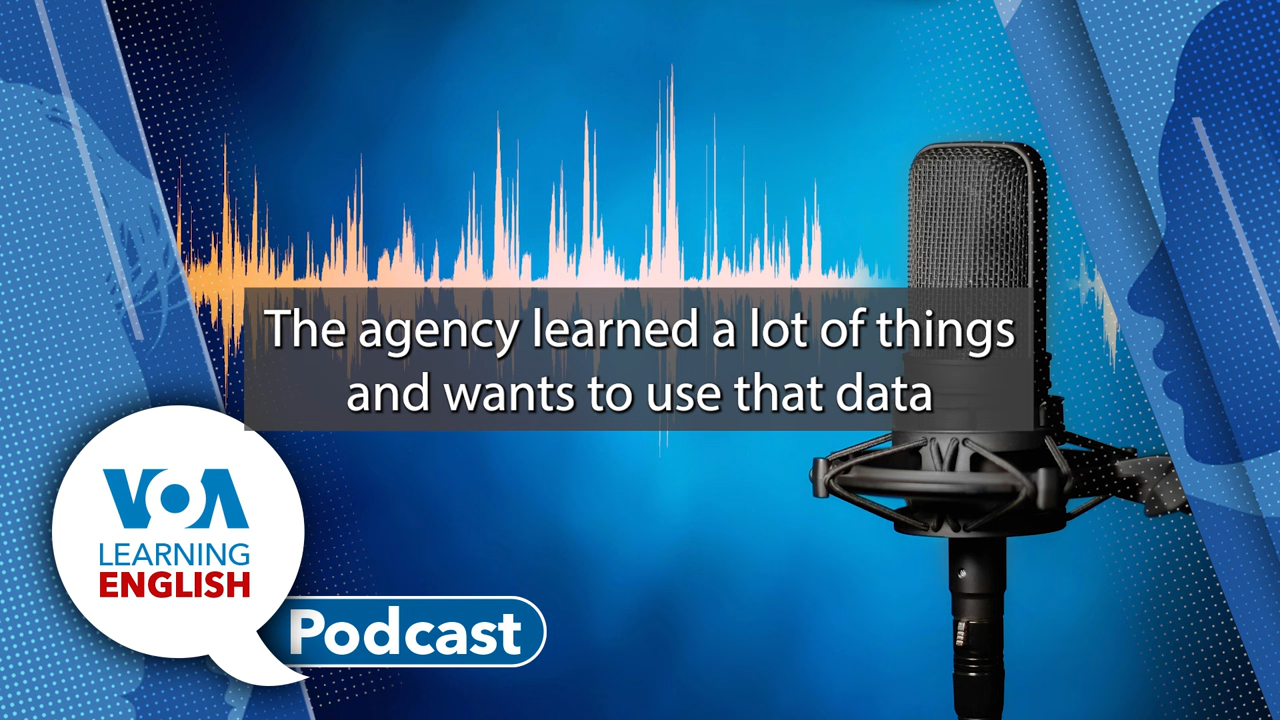 The agency learned a lot of things
and wants to use that data
VOA
LEARNING
ENGLISH
Podcast